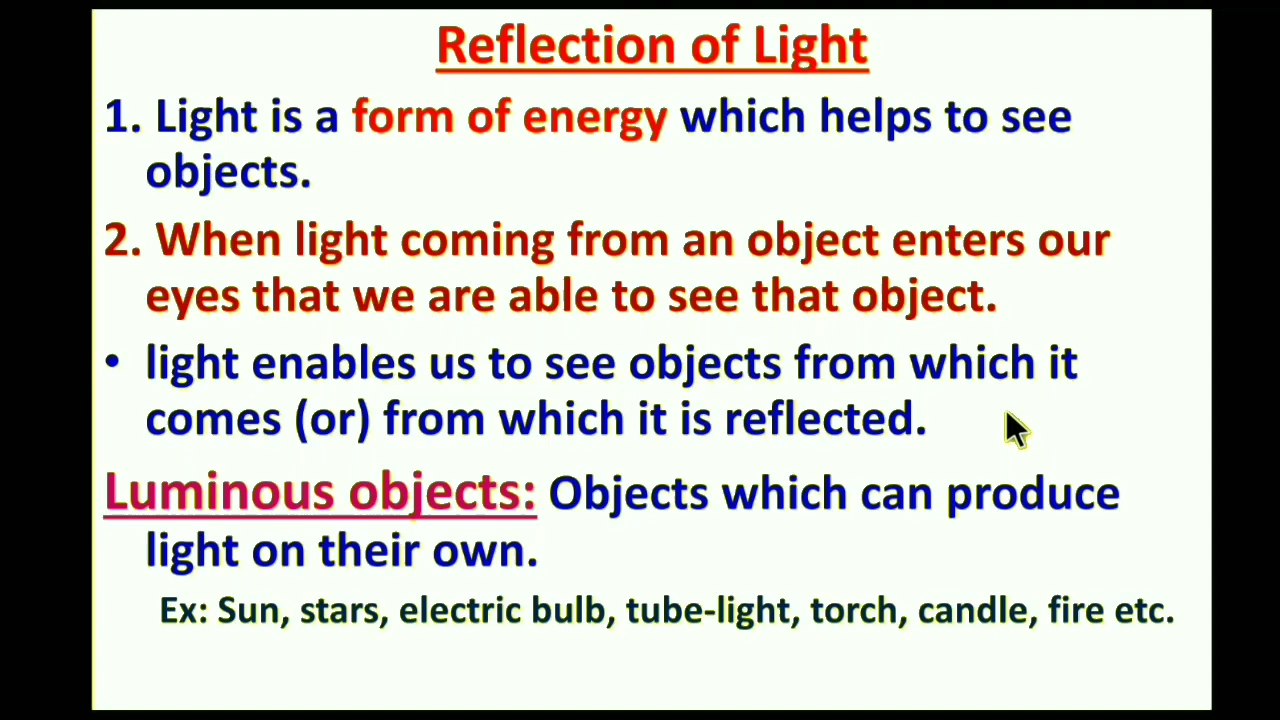 Reflection of Light
1. Light is a form of energy which helps to see
objects.
2. When light coming from an object enters our
eyes that we are able to see that object.
• light enables us to see objects from which it
comes (or) from which it is reflected.
Luminous objects: Objects which can produce
light on their own.
Ex: Sun, stars, electric bulb, tube-light, torch, candle, fire etc.